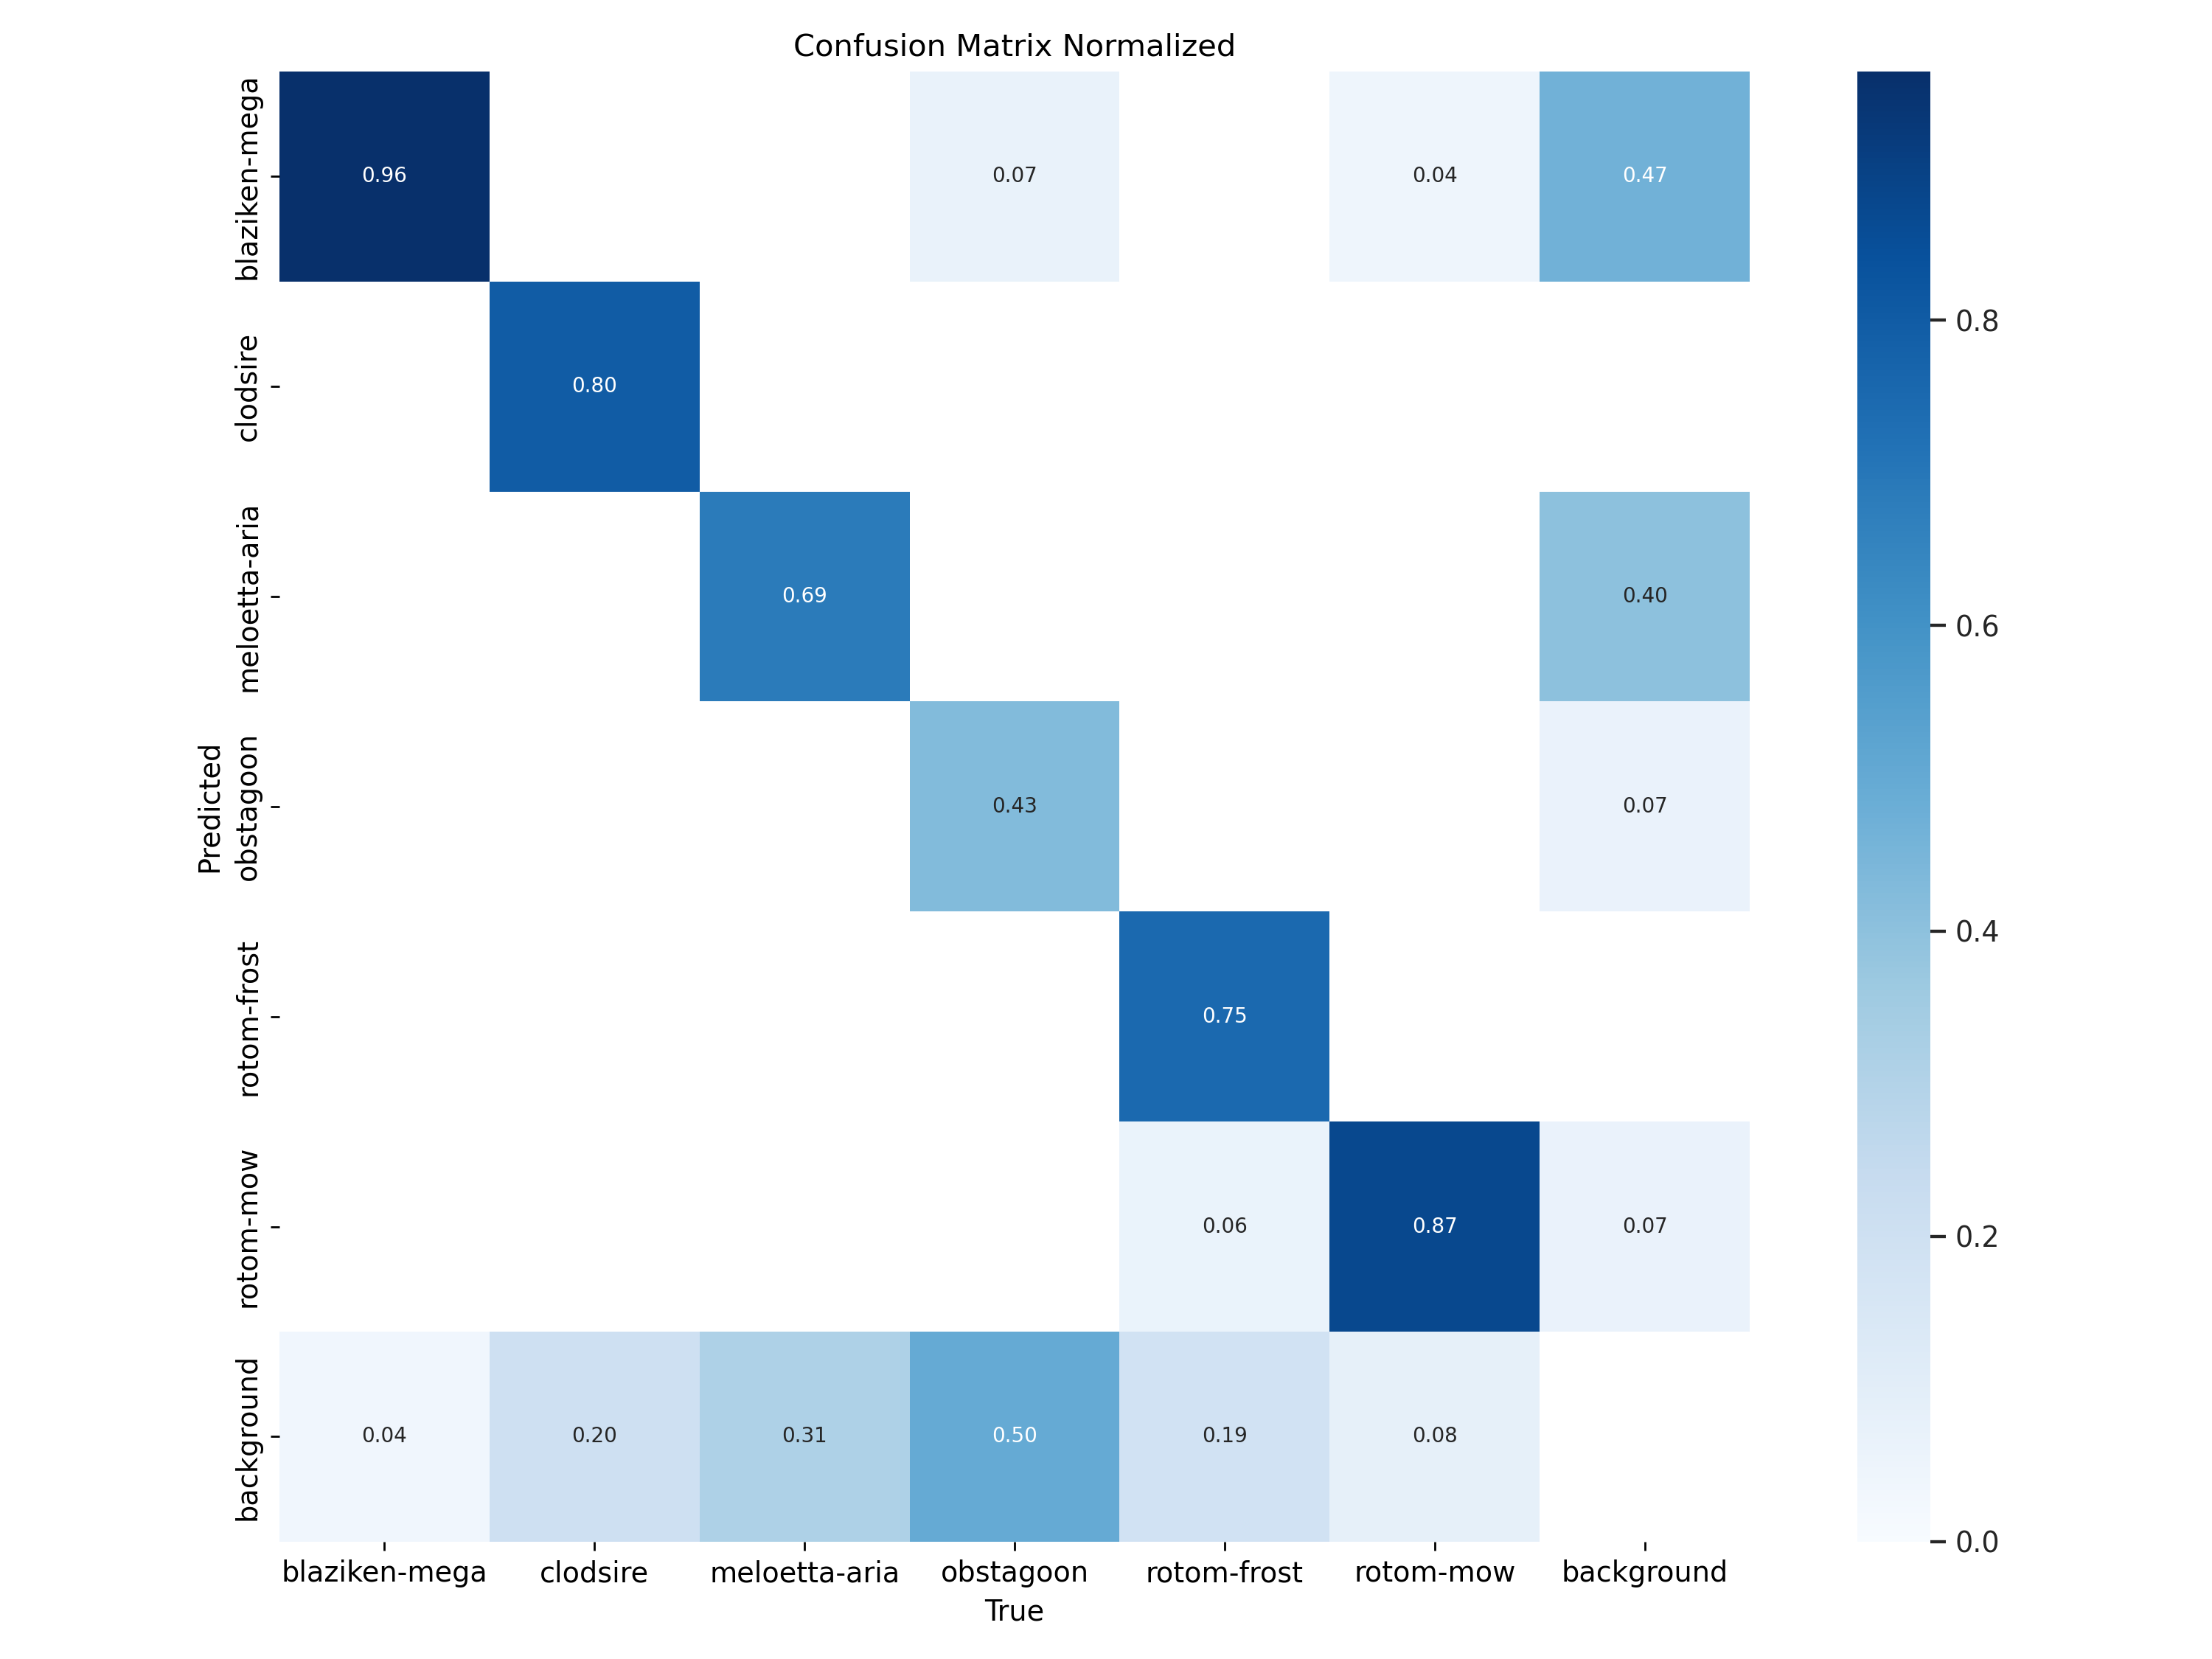 Confusion Matrix Normalized
blaziken-mega
0.96
0.07
0.04
0.47
clodsire
0.80
meloetta-aria
0.69
0.40
Predicted
obstagoon
0.43
0.07
rotom-frost
0.75
rotom-mow
0.06
0.87
0.07
background
0.04
0.20
0.31
0.50
0.19
0.08
blaziken-mega
clodsire
meloetta-aria
obstagoon
rotom-frost
rotom-mow
background
True
0.8
0.6
0.4
0.2
0.0